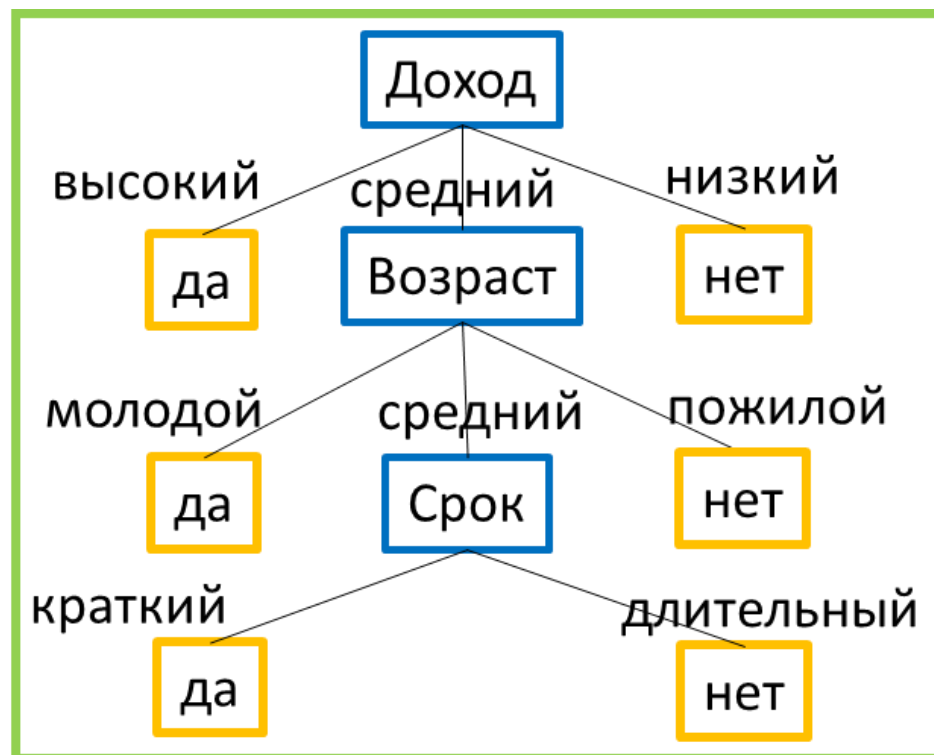 Доход
высокий средний низкий
да Возраст нет
молодой средний пожилой
да Срок нет
краткий длительный
да нет